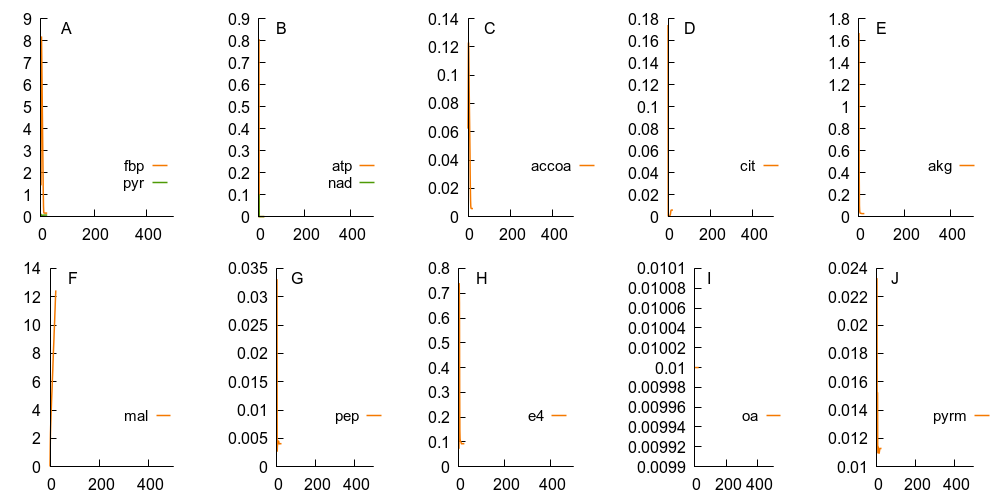 A
9
8
7
6
5
4
3
2
1
0
fbp
pyr
0 200 400
B
0.9
0.8
0.7
0.6
0.5
0.4
0.3
0.2
0.1
0
atp
nad
0 200 400
C
0.14
0.12
0.1
0.08
0.06
0.04
0.02
0
accoa
0 200 400
D
0.18
0.16
0.14
0.12
0.1
0.08
0.06
0.04
0.02
0
cit
0 200 400
E
1.8
1.6
1.4
1.2
1
0.8
0.6
0.4
0.2
0
akg
0 200 400
F
14
12
10
8
6
4
2
0
mal
0 200 400
G
0.035
0.03
0.025
0.02
0.015
0.01
0.005
0
pep
0 200 400
H
0.8
0.7
0.6
0.5
0.4
0.3
0.2
0.1
0
e4
0 200 400
I
0.0101
0.01008
0.01006
0.01004
0.01002
0.01
0.00998
0.00996
0.00994
0.00992
0.0099
oa
0 200 400
J
0.024
0.022
0.02
0.018
0.016
0.014
0.012
0.01
pyrm
0 200 400